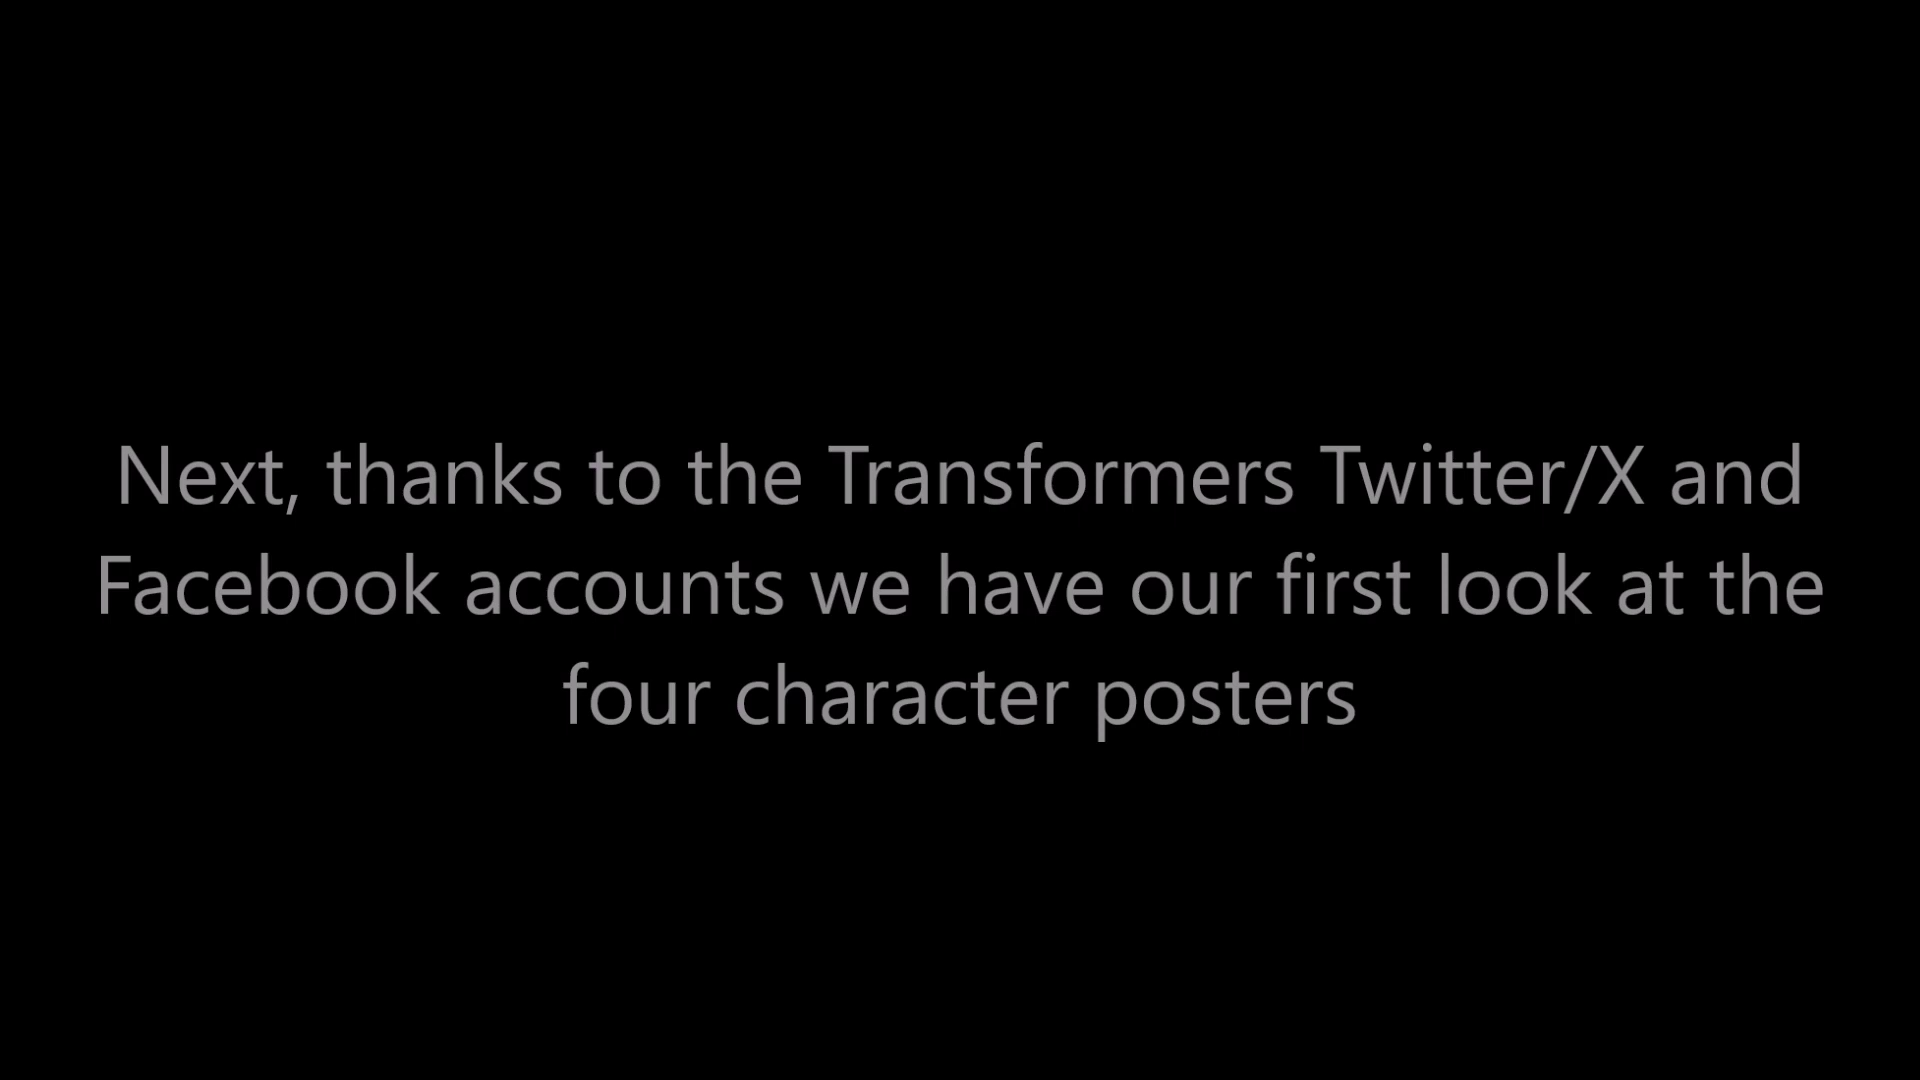 Next, thanks to the Transformers Twitter/X and
Facebook accounts we have our first look at the
four character posters